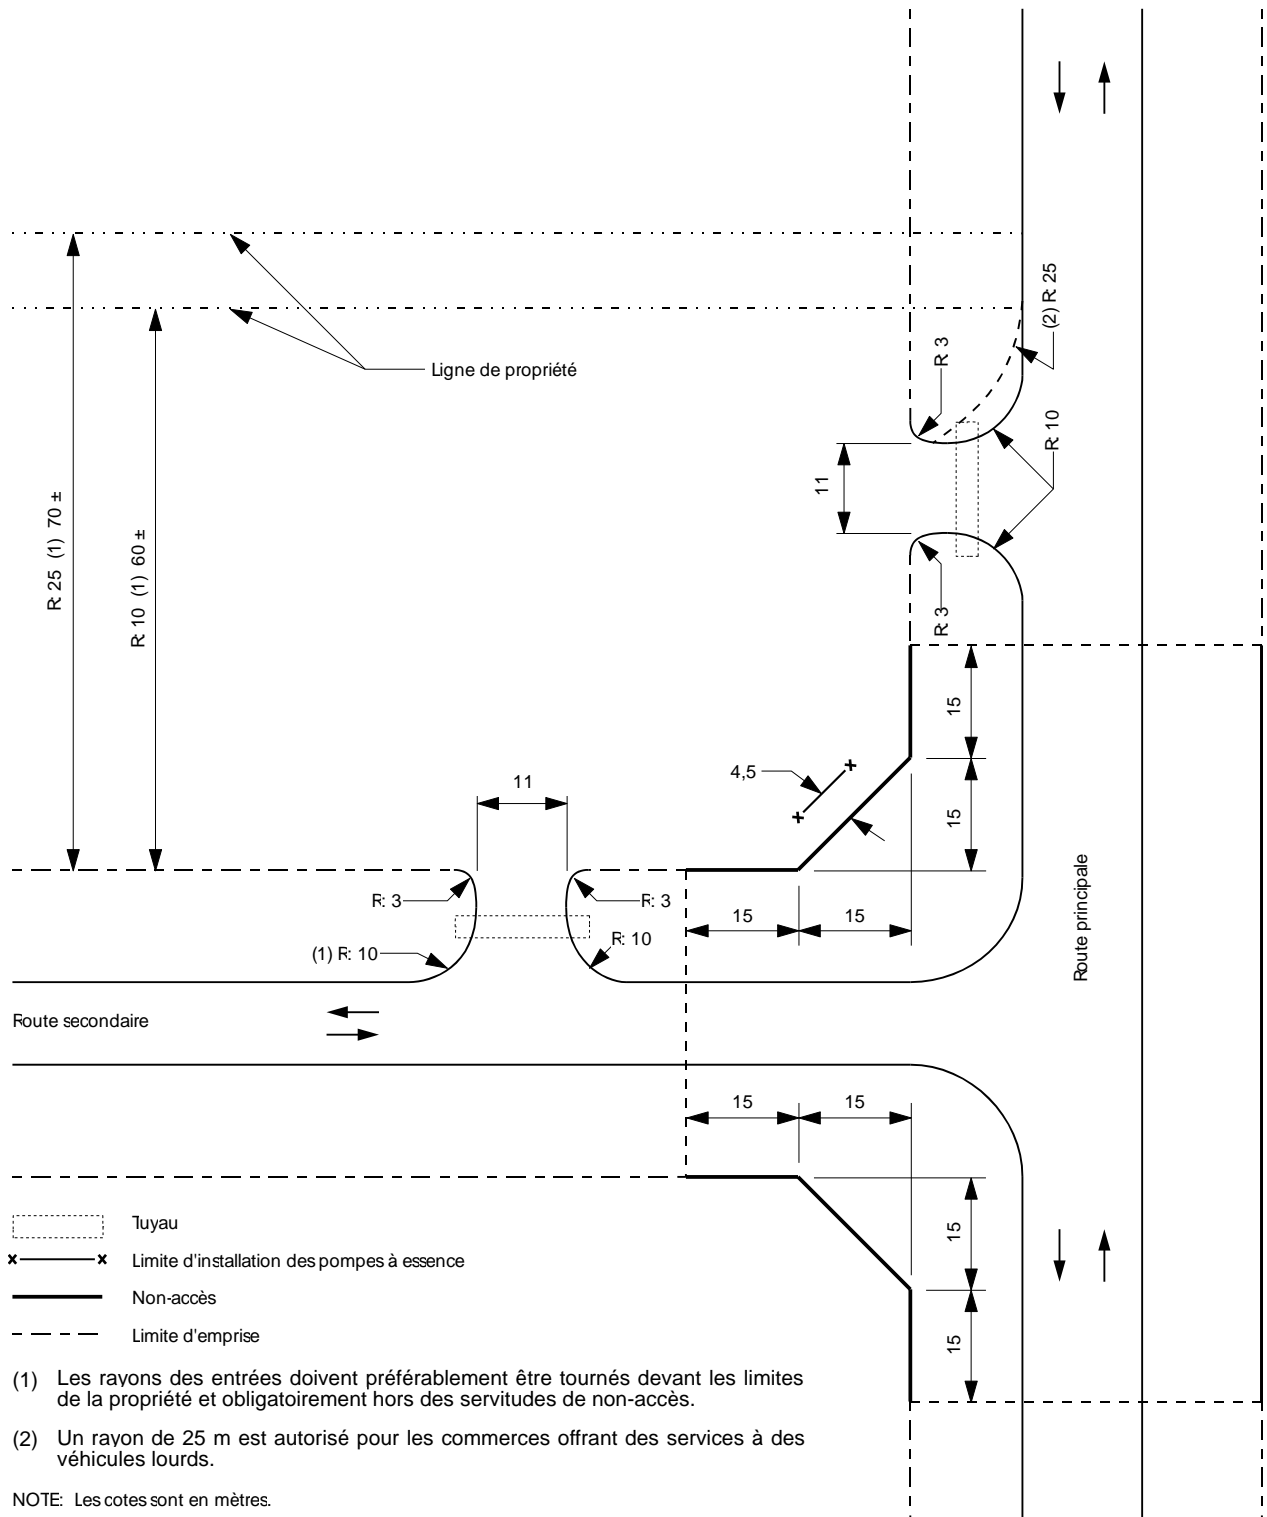 (2) R: 25
R: 3
Ligne de propriété
R: 10
11
R: 25 (1) 70 ±
R: 10 (1) 60 ±
R: 3
15
4,5
11
15
R: 3
R: 3
15
15
(1) R: 10
R: 10
Route principale
Route secondaire
15
15
15
15
Tuyau
Limite d'installation des pompes à essence
Non-accès
Limite d'emprise
(1) Les rayons des entrées doivent préférablement être tournés devant les limites
de la propriété et obligatoirement hors des servitudes de non-accès.
(2) Un rayon de 25 m est autorisé pour les commerces offrant des services à des
véhicules lourds.
NOTE: Les cotes sont en mètres.